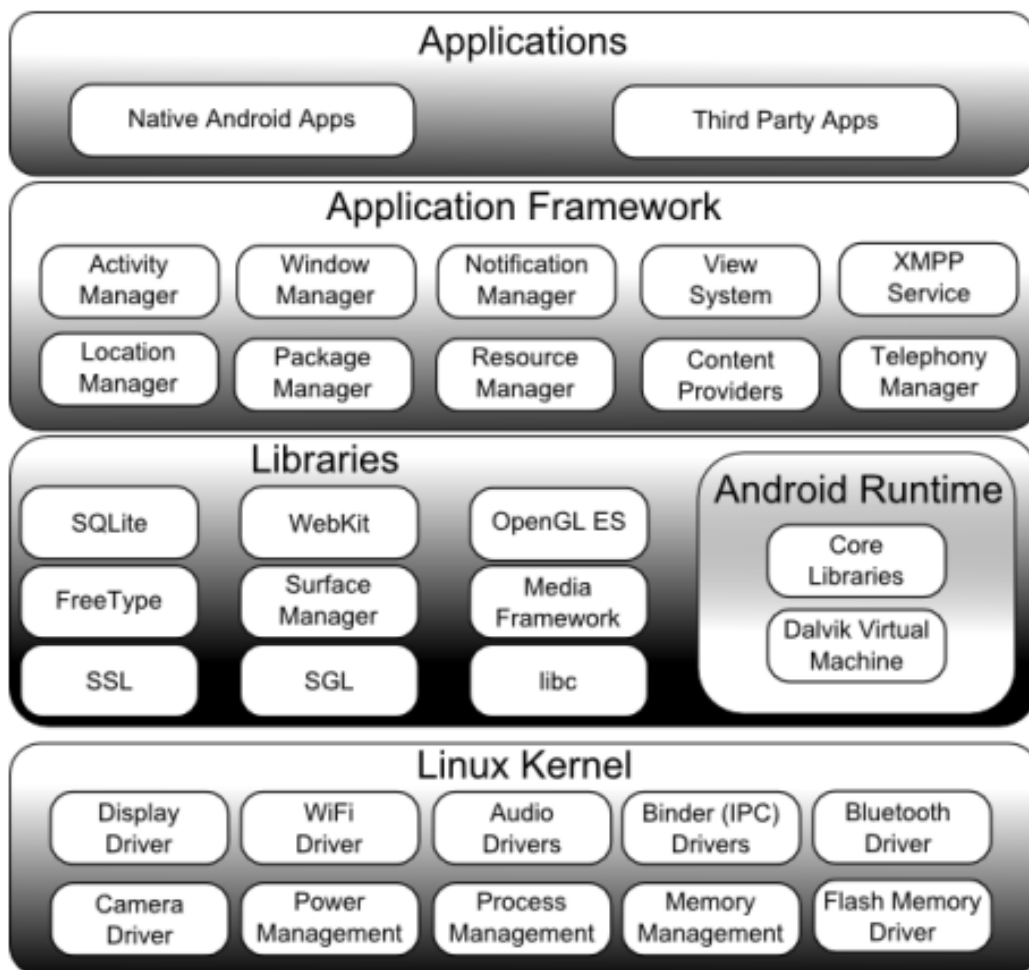 Applications
Native Android Apps
Third Party Apps
Application Framework
Activity
Manager
Window
Manager
Notification
Manager
View
System
XMPP
Service
Location
Manager
Package
Manager
Resource
Manager
Content
Providers
Telephony
Manager
Libraries
SQLite
WebKit
OpenGL ES
FreeType
Surface
Manager
Media
Framework
SSL
SGL
libc
Android Runtime
Core
Libraries
Dalvik Virtual
Machine
Linux Kernel
Display
Driver
WiFi
Driver
Audio
Drivers
Binder (IPC)
Drivers
Bluetooth
Driver
Camera
Driver
Power
Management
Process
Management
Memory
Management
Flash Memory
Driver